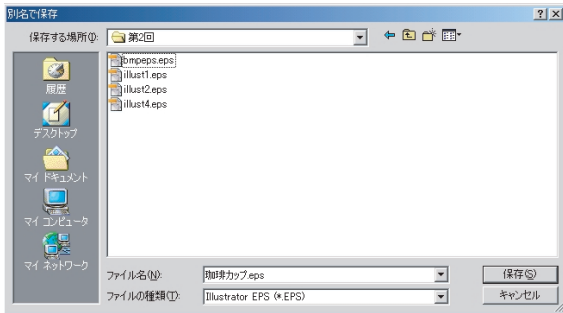 別名で保存
保存する場所(I):
第2回
履歴
デスクトップ
マイ ドキュメント
マイ コンピュータ
マイ ネットワーク
bmpeps.eps
illust1.eps
illust2.eps
illust4.eps
ファイル名(N):
珈琲カップ.eps
保存(S)
ファイルの種類(T):
Illustrator EPS (*.EPS)
キャンセル